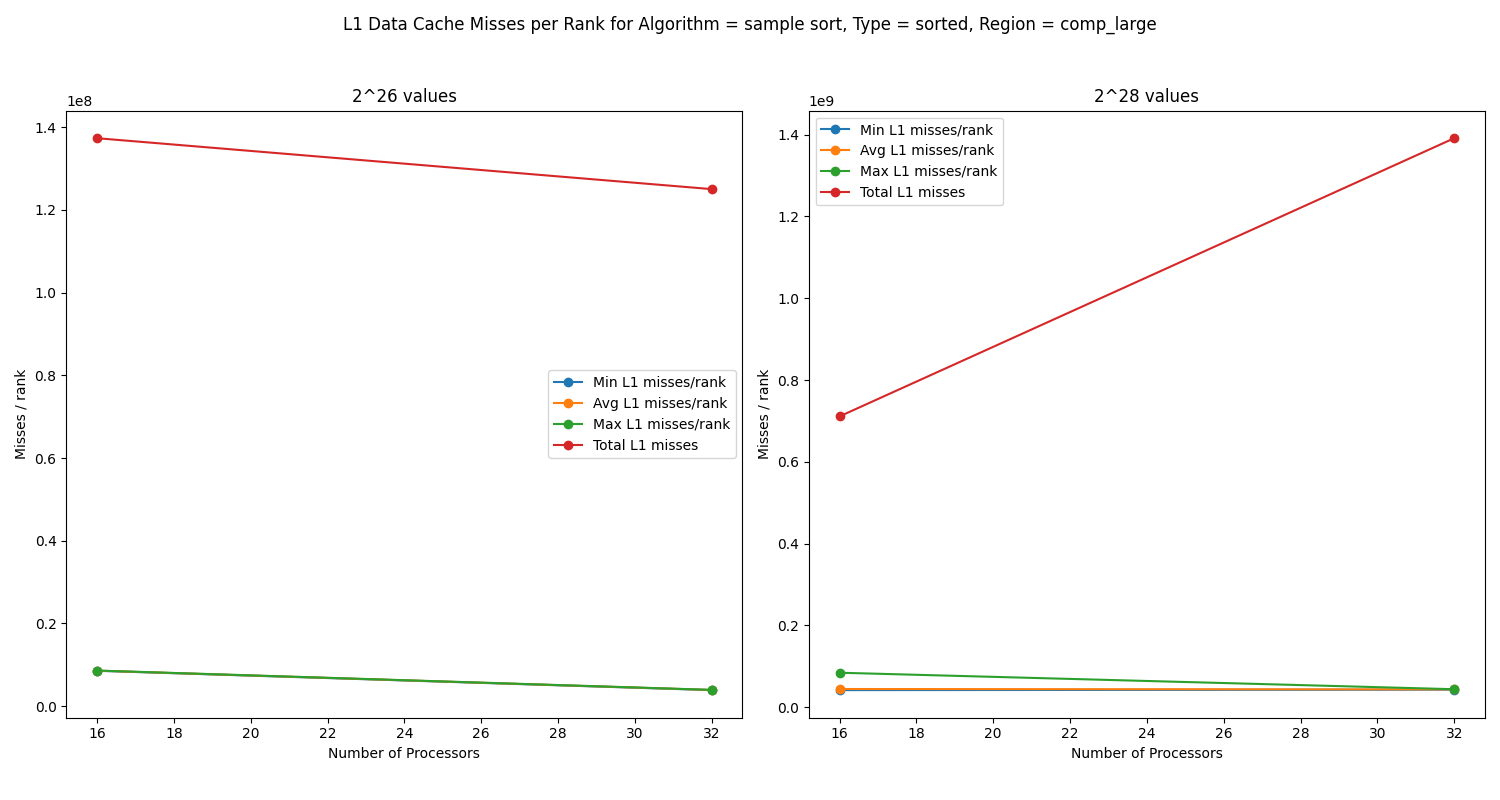 L1 Data Cache Misses per Rank for Algorithm = sample sort, Type = sorted, Region = comp_large
2^26 values
1e8
1.4
1.2
1.0
0.8
0.6
0.4
0.2
0.0
Misses / rank
Min L1 misses/rank
Avg L1 misses/rank
Max L1 misses/rank
Total L1 misses
16 18 20 22 24 26 28 30 32
Number of Processors
2^28 values
1e9
1.4
1.2
1.0
0.8
0.6
0.4
0.2
0.0
Misses / rank
Min L1 misses/rank
Avg L1 misses/rank
Max L1 misses/rank
Total L1 misses
16 18 20 22 24 26 28 30 32
Number of Processors